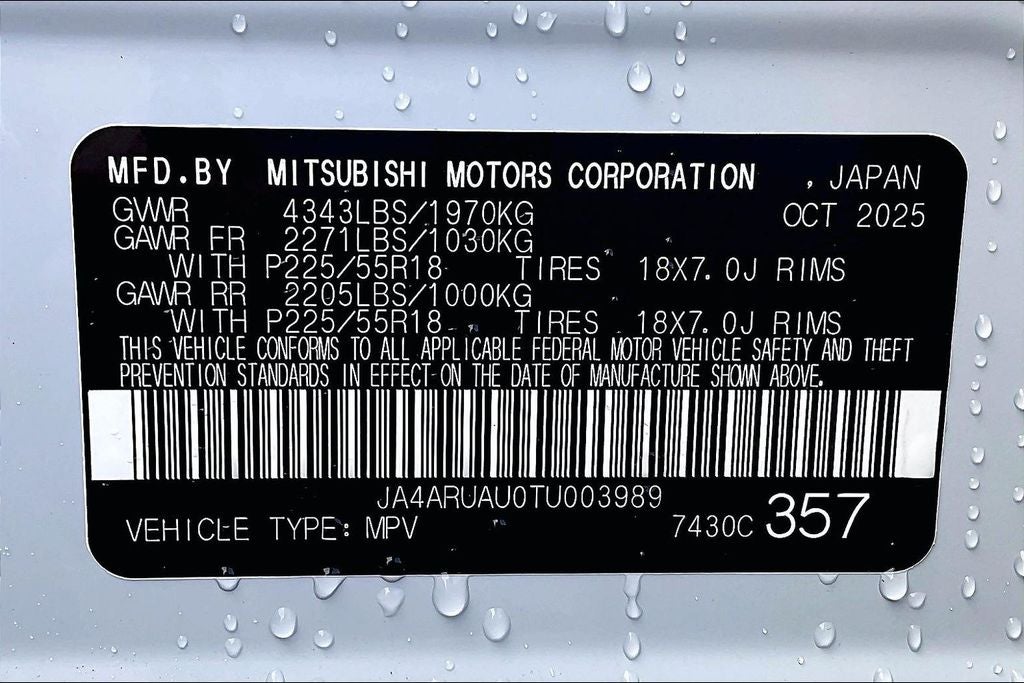 MFD.BY MITSUBISHI MOTORS CORPORATION , JAPAN
GVWR 4343LBS/1970KG OCT 2025
GAWR FR 2271LBS/1030KG
WITH P225/55R18 TIRES 18X7.0J RIMS
GAWR RR 2205LBS/1000KG
WITH P225/55R18 TIRES 18X7.0J RIMS
THIS VEHICLE CONFORMS TO ALL APPLICABLE FEDERAL MOTOR VEHICLE SAFETY AND THEFT
PREVENTION STANDARDS IN EFFECT ON THE DATE OF MANUFACTURE SHOWN ABOVE.
JA4ARUAU0TU003989
VEHICLE TYPE: MPV 7430C 357